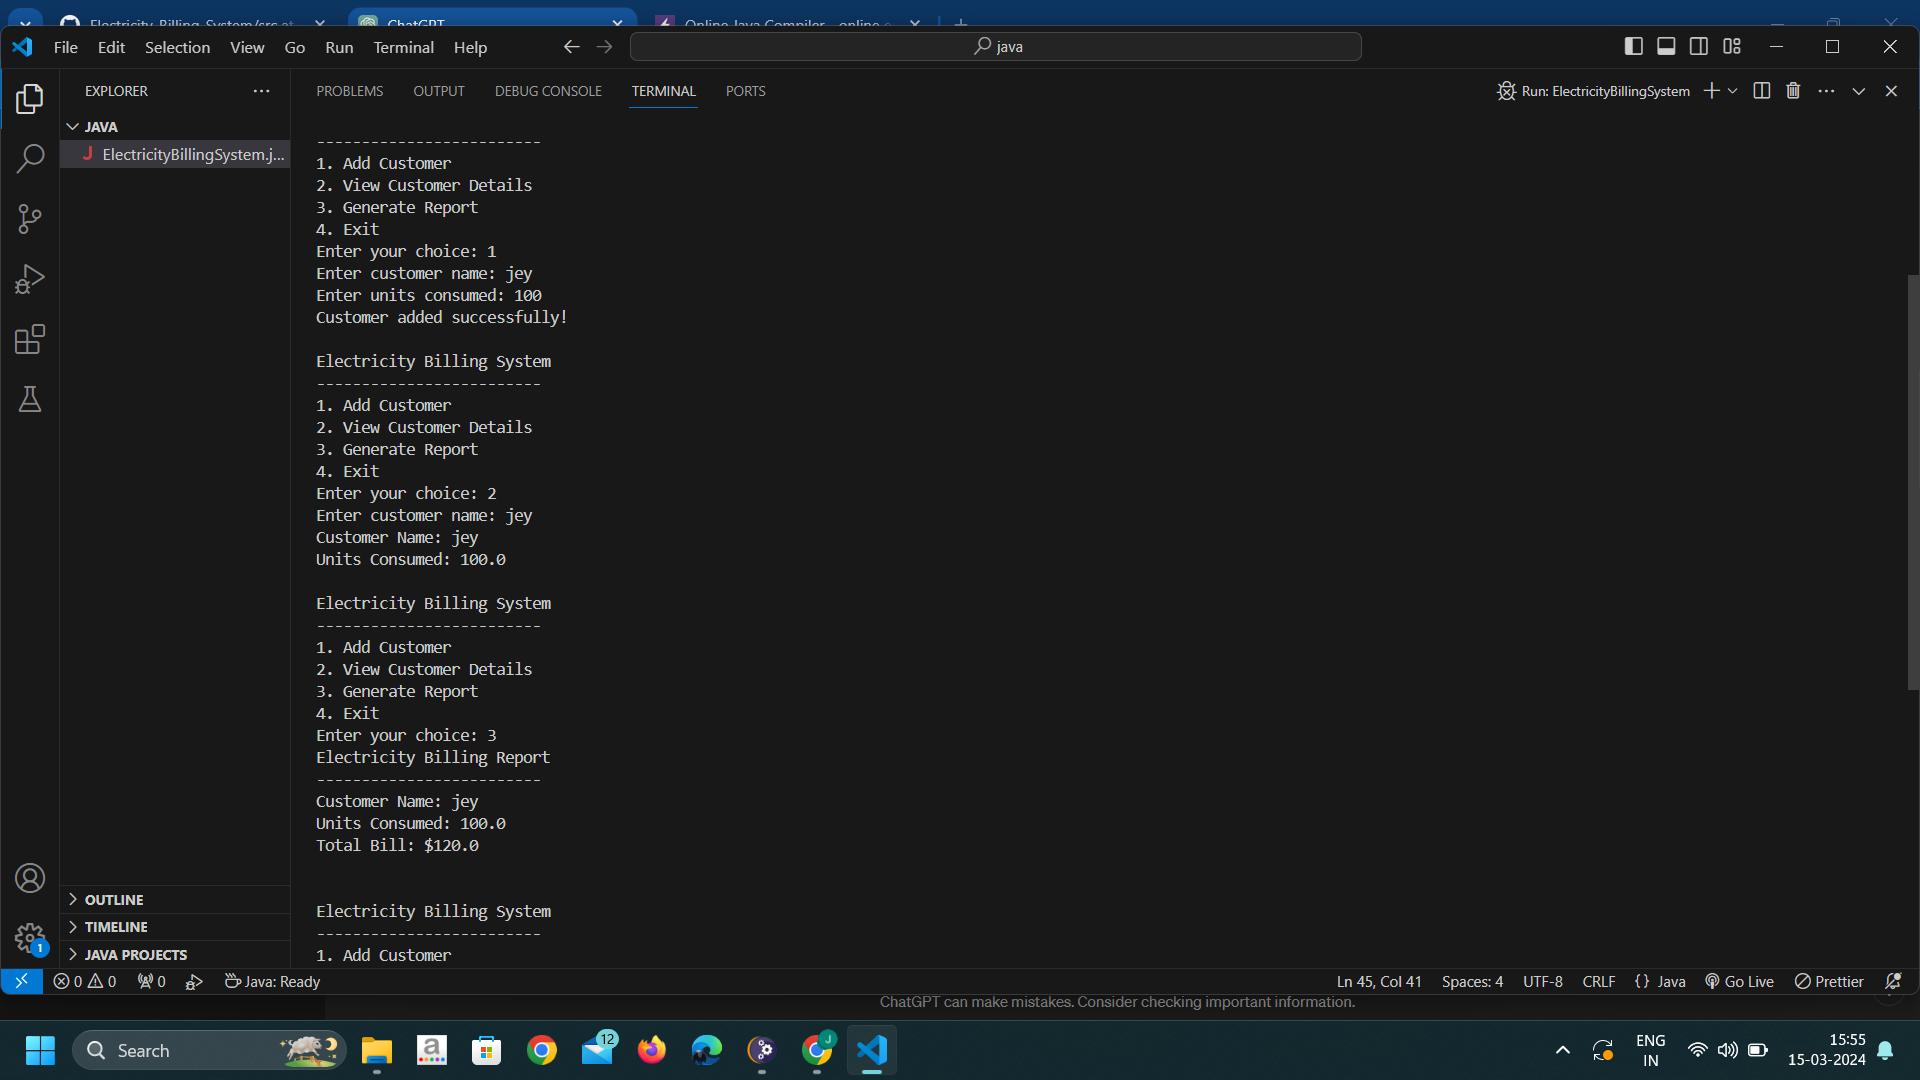 Electricity_Billing_System/src at
ChatGPT
Online Java Compiler - online e
File Edit Selection View Go Run Terminal Help
java
EXPLORER
PROBLEMS OUTPUT DEBUG CONSOLE TERMINAL PORTS
Run: ElectricityBillingSystem
JAVA
J ElectricityBillingSystem.j...
-------------------------
1. Add Customer
2. View Customer Details
3. Generate Report
4. Exit
Enter your choice: 1
Enter customer name: jey
Enter units consumed: 100
Customer added successfully!
Electricity Billing System
-------------------------
1. Add Customer
2. View Customer Details
3. Generate Report
4. Exit
Enter your choice: 2
Enter customer name: jey
Customer Name: jey
Units Consumed: 100.0
Electricity Billing System
-------------------------
1. Add Customer
2. View Customer Details
3. Generate Report
4. Exit
Enter your choice: 3
Electricity Billing Report
-------------------------
Customer Name: jey
Units Consumed: 100.0
Total Bill: $120.0
Electricity Billing System
-------------------------
1. Add Customer
OUTLINE
TIMELINE
JAVA PROJECTS
1
0 0 0 Java: Ready
Ln 45, Col 41 Spaces: 4 UTF-8 CRLF {} Java Go Live Prettier
ChatGPT can make mistakes. Consider checking important information.
Search
a
12
J
ENG
IN
15:55
15-03-2024